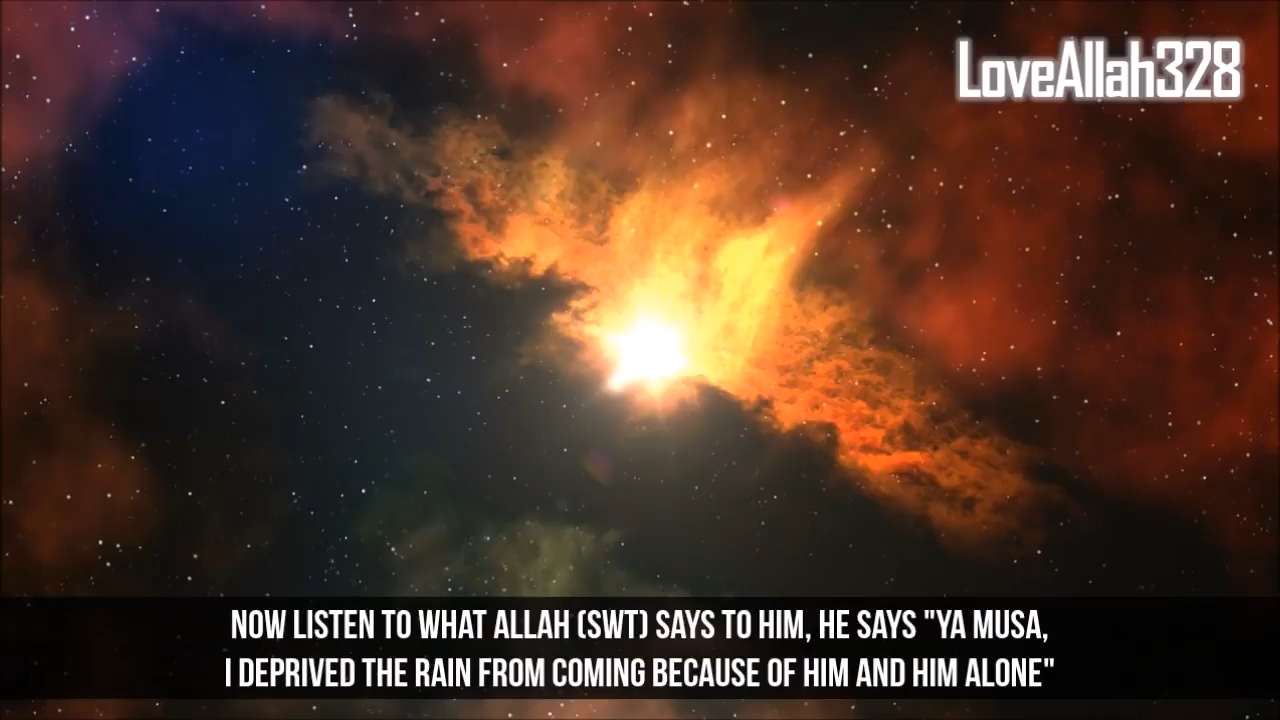 LoveAllah328
NOW LISTEN TO WHAT ALLAH (SWT) SAYS TO HIM, HE SAYS "YA MUSA,
I DEPRIVED THE RAIN FROM COMING BECAUSE OF HIM AND HIM ALONE"